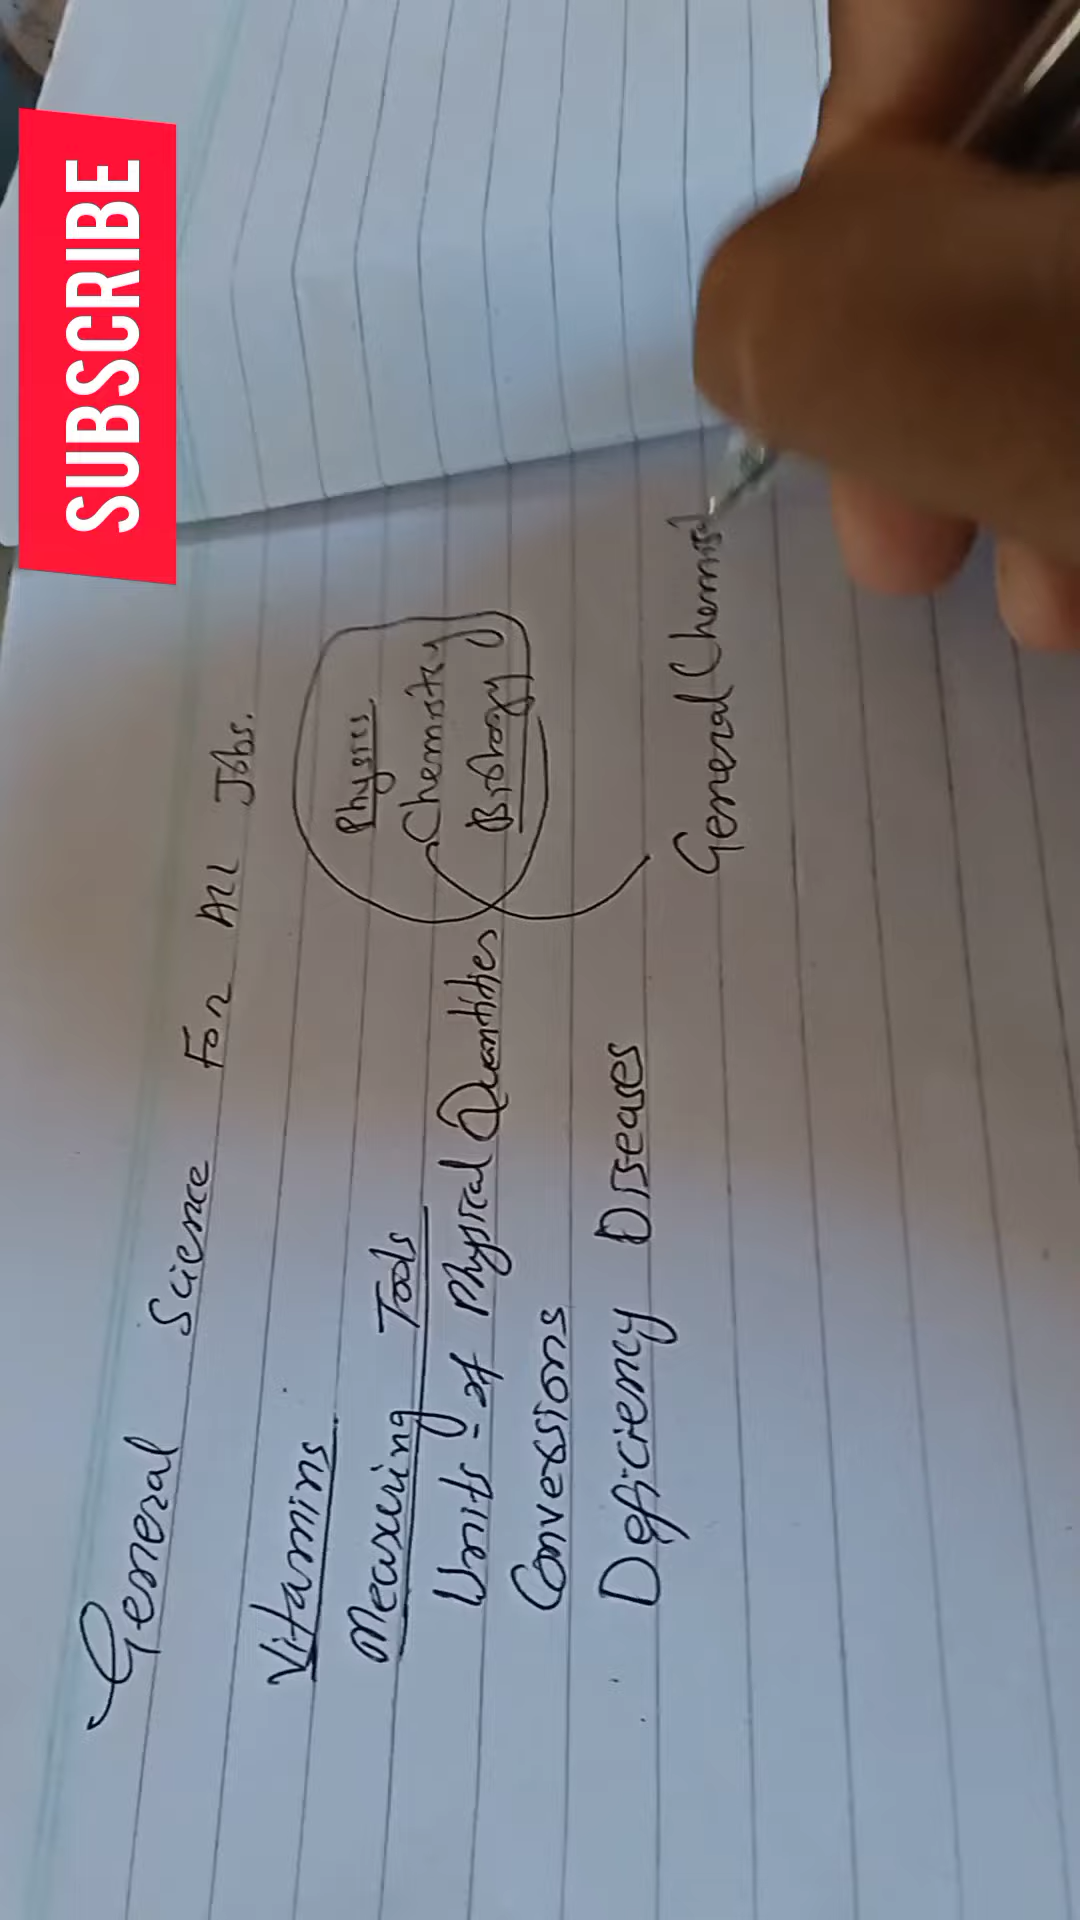 SUBSCRIBE
General Science For All Jobs.
Vitamins
Measuring Tools
Units of Physical Quantities
Conversions
Deficiency Diseases
Physics
Chemistry
Biology
General Chemist